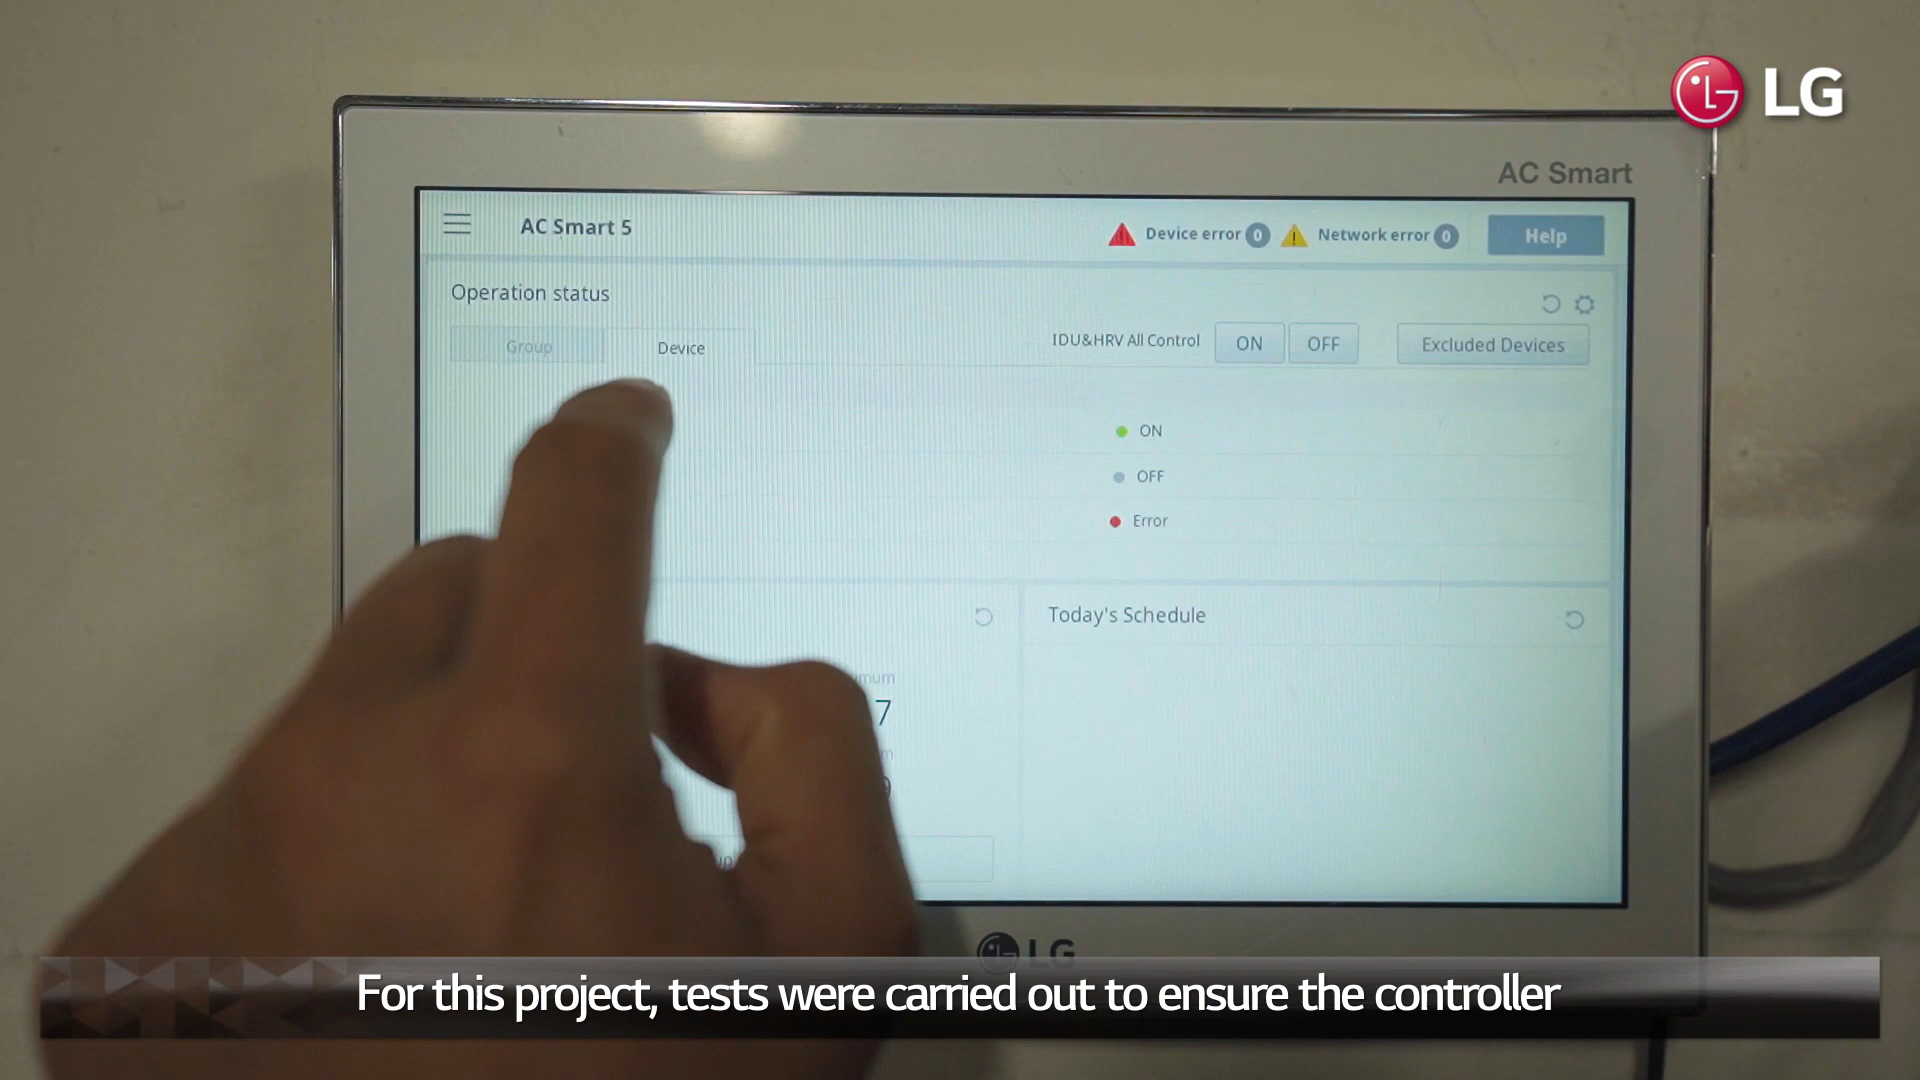 LG
AC Smart
AC Smart 5
Device error 0
Network error 0
Help
Operation status
Group
Device
IDU&HRV All Control
ON
OFF
Excluded Devices
ON
OFF
Error
Today's Schedule
7
LG
For this project, tests were carried out to ensure the controller